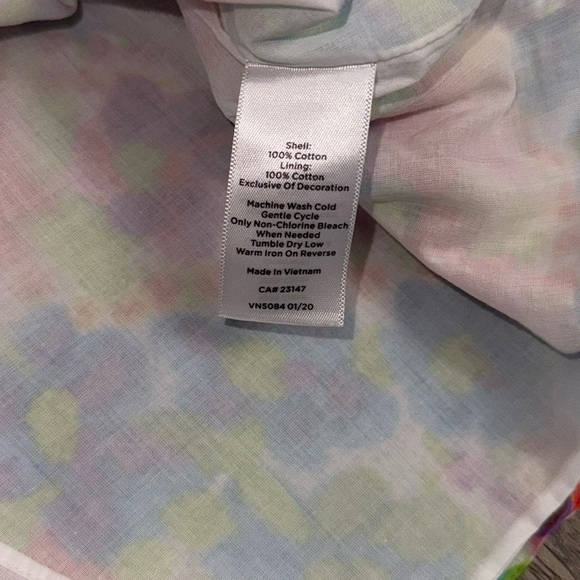 Shell:
100% Cotton
Lining:
100% Cotton
Exclusive Of Decoration
Machine Wash Cold
Gentle Cycle
Only Non-Chlorine Bleach
When Needed
Tumble Dry Low
Warm Iron On Reverse
Made In Vietnam
CA# 23147
VNS084 01/20